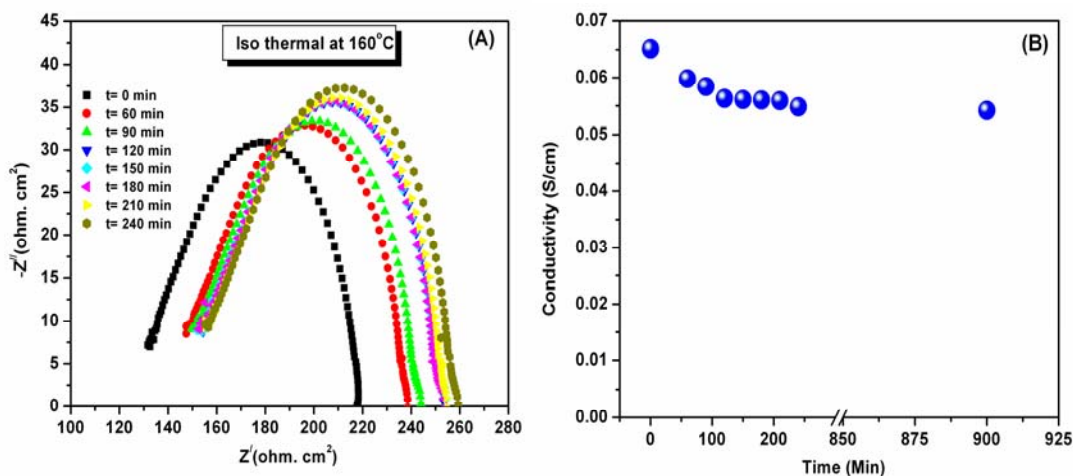 Iso thermal at 160°C
(A)
t= 0 min
t= 60 min
t= 90 min
t= 120 min
t= 150 min
t= 180 min
t= 210 min
t= 240 min
45
40
35
30
25
20
15
10
5
0
-Z//(ohm. cm²)
100 120 140 160 180 200 220 240 260 280
Z/(ohm. cm²)
(B)
0.07
0.06
0.05
0.04
0.03
0.02
0.01
0.00
Conductivity (S/cm)
0 100 200 850 875 900 925
Time (Min)